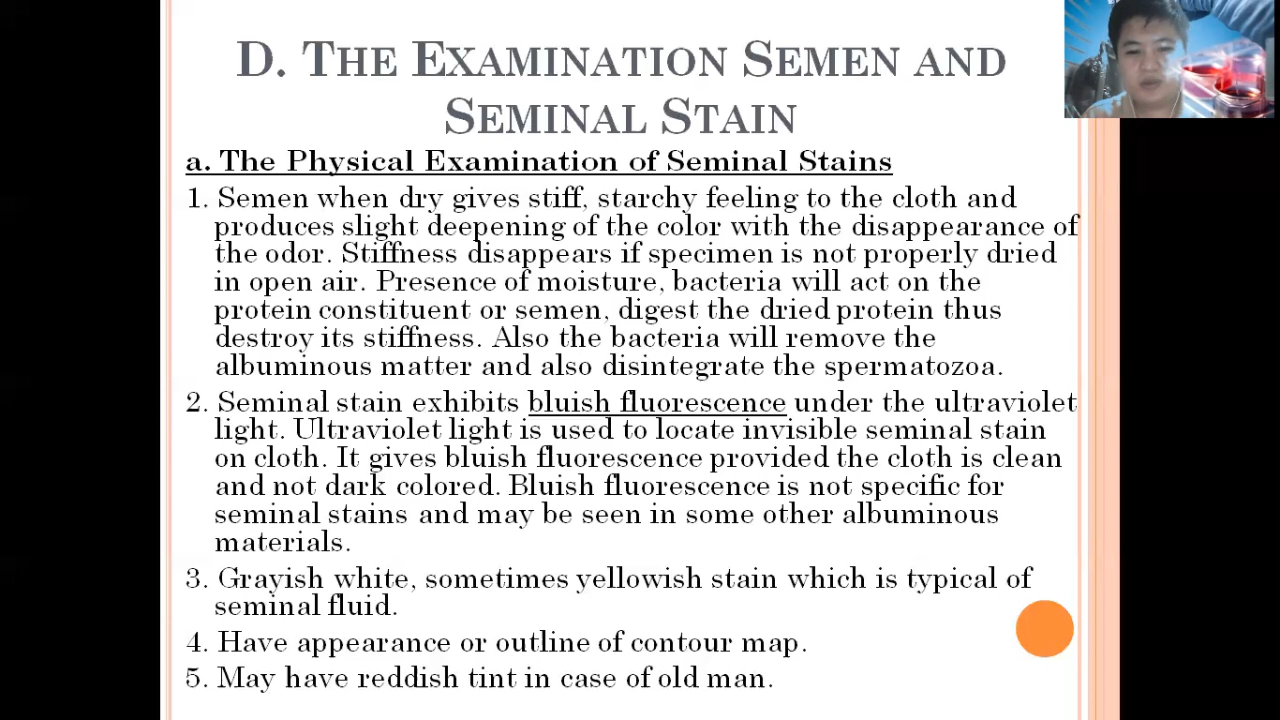 D. THE EXAMINATION SEMEN AND
SEMINAL STAIN
a. The Physical Examination of Seminal Stains
1. Semen when dry gives stiff, starchy feeling to the cloth and
produces slight deepening of the color with the disappearance of
the odor. Stiffness disappears if specimen is not properly dried
in open air. Presence of moisture, bacteria will act on the
protein constituent or semen, digest the dried protein thus
destroy its stiffness. Also the bacteria will remove the
albuminous matter and also disintegrate the spermatozoa.
2. Seminal stain exhibits bluish fluorescence under the ultraviolet
light. Ultraviolet light is used to locate invisible seminal stain
on cloth. It gives bluish fluorescence provided the cloth is clean
and not dark colored. Bluish fluorescence is not specific for
seminal stains and may be seen in some other albuminous
materials.
3. Grayish white, sometimes yellowish stain which is typical of
seminal fluid.
4. Have appearance or outline of contour map.
5. May have reddish tint in case of old man.